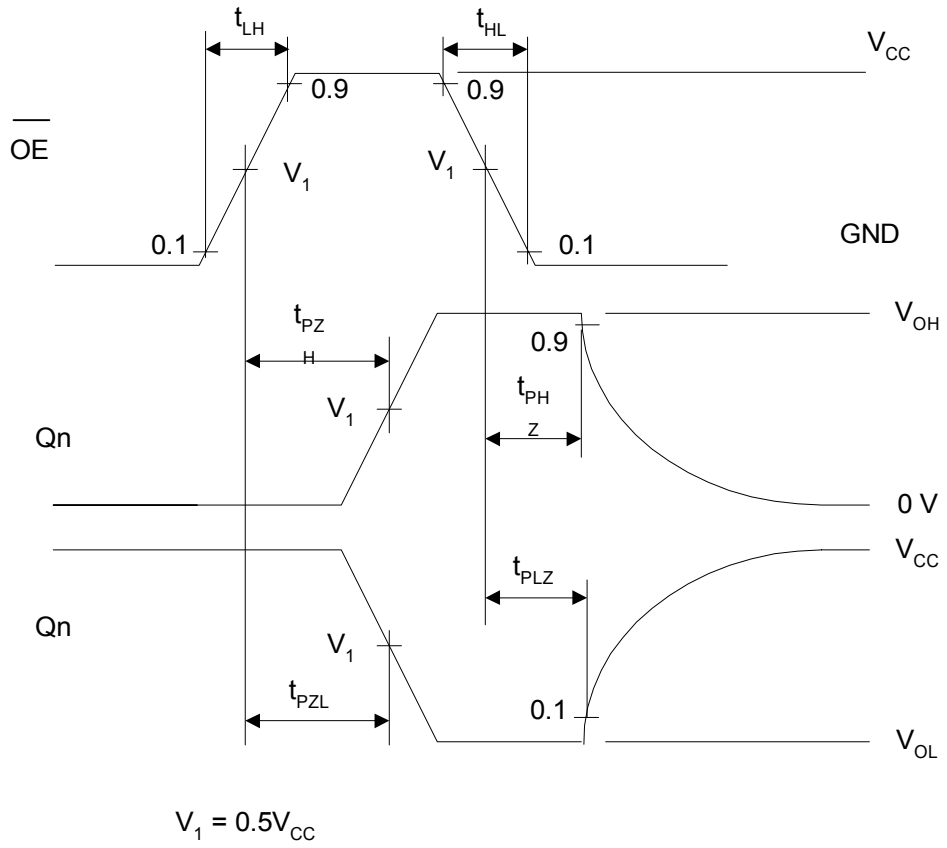 tLH
tHL
VCC
0.9
0.9
OE
V1
V1
0.1
0.1
GND
VOH
tPZ
H
0.9
tPH
Z
V1
Qn
0 V
VCC
tPLZ
Qn
V1
tPZL
0.1
VOL
V1 = 0.5VCC